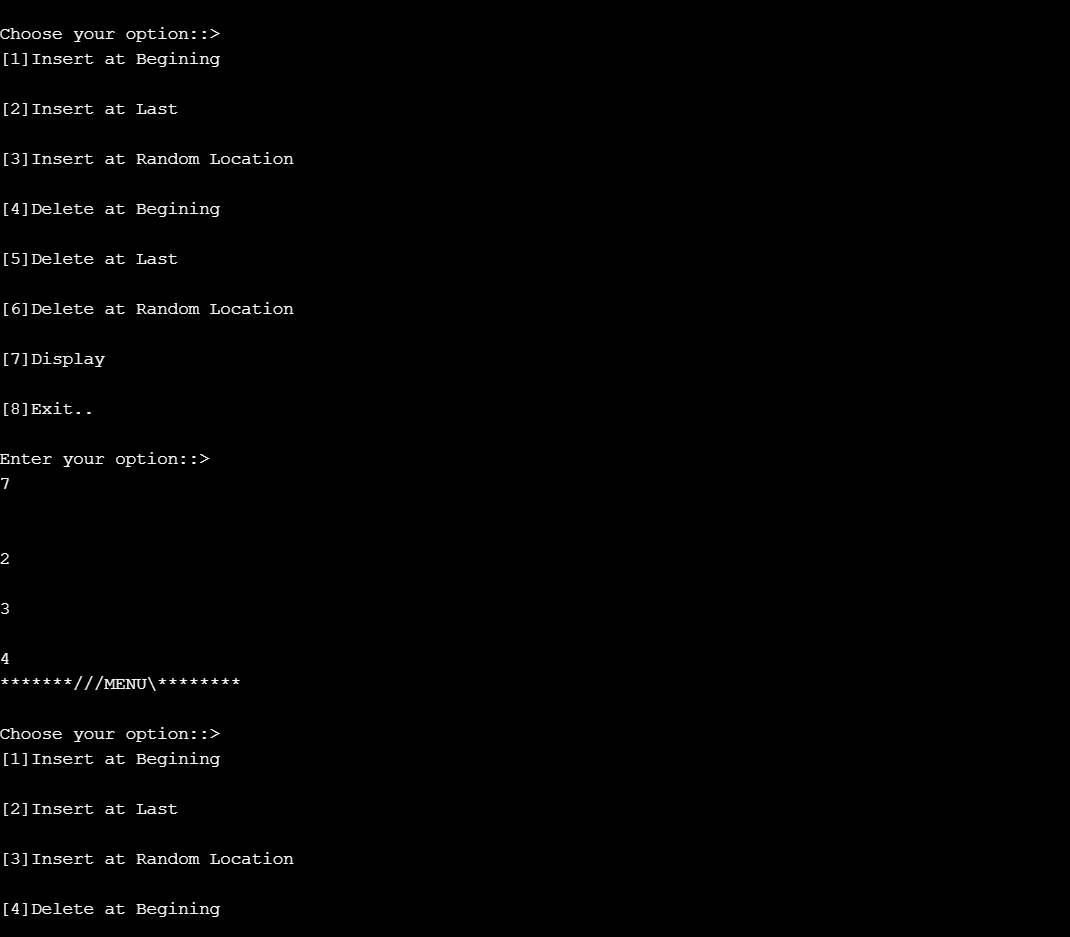 Choose your option::>
[1]Insert at Begining
[2]Insert at Last
[3]Insert at Random Location
[4]Delete at Begining
[5]Delete at Last
[6]Delete at Random Location
[7]Display
[8]Exit..
Enter your option::>
7
2
3
4
*******///MENU\********
Choose your option::>
[1]Insert at Begining
[2]Insert at Last
[3]Insert at Random Location
[4]Delete at Begining